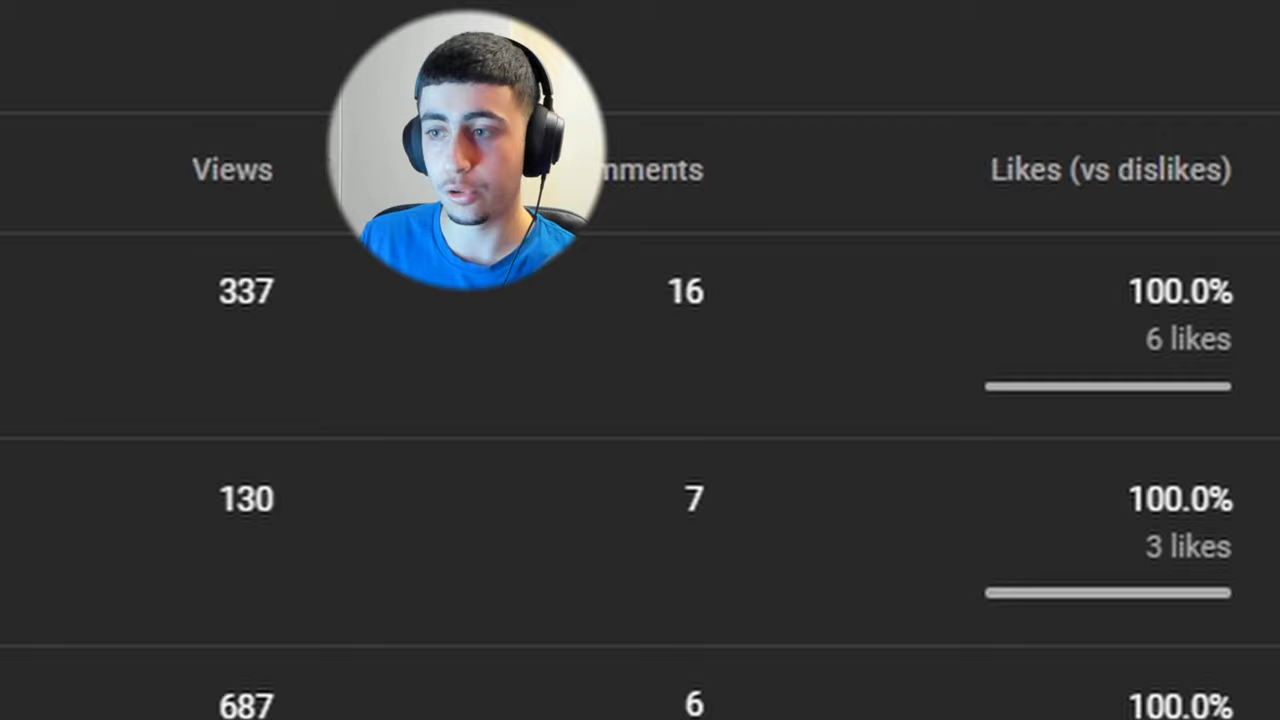 Views mments Likes (vs dislikes)
337 16 100.0%
6 likes
130 7 100.0%
3 likes
687 6 100.0%